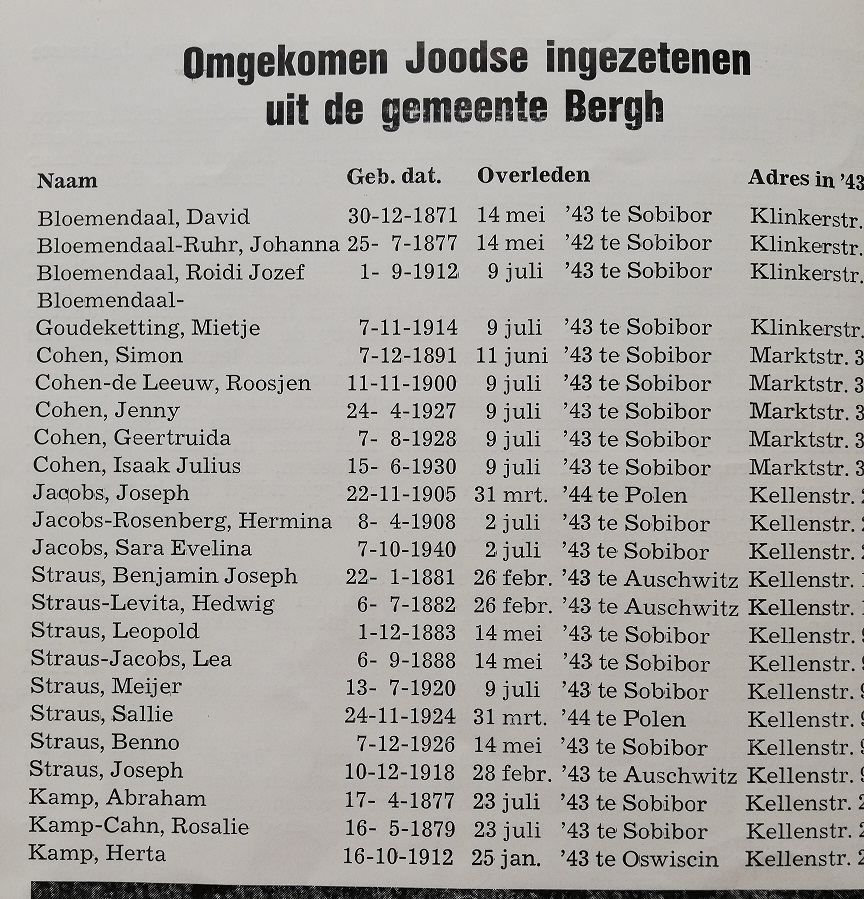 Omgekomen Joodse ingezetenen
uit de gemeente Bergh
Naam Geb. dat. Overleden Adres in '43
Bloemendaal, David 30-12-1871 14 mei '43 te Sobibor Klinkerstr.
Bloemendaal-Ruhr, Johanna 25- 7-1877 14 mei '42 te Sobibor Klinkerstr.
Bloemendaal, Roidi Jozef 1- 9-1912 9 juli '43 te Sobibor Klinkerstr.
Bloemendaal-
Goudeketting, Mietje 7-11-1914 9 juli '43 te Sobibor Klinkerstr.
Cohen, Simon 7-12-1891 11 juni '43 te Sobibor Marktstr. 3
Cohen-de Leeuw, Roosjen 11-11-1900 9 juli '43 te Sobibor Marktstr. 3
Cohen, Jenny 24- 4-1927 9 juli '43 te Sobibor Marktstr. 3
Cohen, Geertruida 7- 8-1928 9 juli '43 te Sobibor Marktstr. 3
Cohen, Isaak Julius 15- 6-1930 9 juli '43 te Sobibor Marktstr. 3
Jacobs, Joseph 22-11-1905 31 mrt. '44 te Polen Kellenstr.
Jacobs-Rosenberg, Hermina 8- 4-1908 2 juli '43 te Sobibor Kellenstr.
Jacobs, Sara Evelina 7-10-1940 2 juli '43 te Sobibor Kellenstr.
Straus, Benjamin Joseph 22- 1-1881 26 febr. '43 te Auschwitz Kellenstr.
Straus-Levita, Hedwig 6- 7-1882 26 febr. '43 te Auschwitz Kellenstr.
Straus, Leopold 1-12-1883 14 mei '43 te Sobibor Kellenstr.
Straus-Jacobs, Lea 6- 9-1888 14 mei '43 te Sobibor Kellenstr.
Straus, Meijer 13- 7-1920 9 juli '43 te Sobibor Kellenstr.
Straus, Sallie 24-11-1924 31 mrt. '44 te Polen Kellenstr.
Straus, Benno 7-12-1926 14 mei '43 te Sobibor Kellenstr.
Straus, Joseph 10-12-1918 28 febr. '43 te Auschwitz Kellenstr.
Kamp, Abraham 17- 4-1877 23 juli '43 te Sobibor Kellenstr. 2
Kamp-Cahn, Rosalie 16- 5-1879 23 juli '43 te Sobibor Kellenstr. 2
Kamp, Herta 16-10-1912 25 jan. '43 te Oswiscin Kellenstr. 2